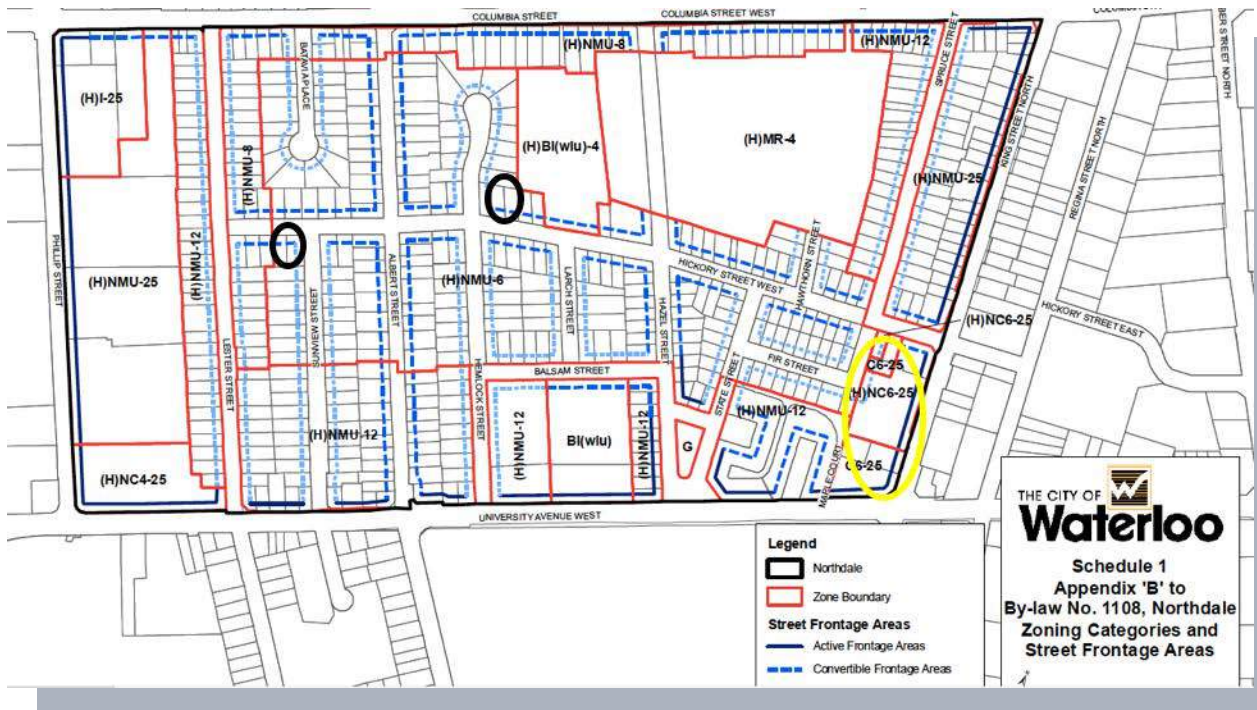 COLUMBIA STREET
COLUMBIA STREET WEST
BATAVIA PLACE
(H)NMU-8
(H)NMU-12
SPRUCE STREET
BER STREET NORTH
(H)I-25
(H)NMU-8
(H)BI(wlu)-4
(H)MR-4
KING STREET NORTH
REGINA STREET NORTH
(H)NMU-25
PHILLIP STREET
(H)NMU-25
(H)NMU-12
LESTER STREET
SUNVIEW STREET
ALBERT STREET
(H)NMU-6
HEMLOCK STREET
LARCH STREET
HAZEL STREET
HICKORY STREET WEST
HAWTHORN STREET
HICKORY STREET EAST
(H)NC6-25
FIR STREET
C6-25
(H)NC6-25
BALSAM STREET
STATE STREET
(H)NMU-12
(H)NMU-12
(H)NMU-12
BI(wlu)
(H)NMU-12
G
MAPLE COURT
C6-25
(H)NC4-25
UNIVERSITY AVENUE WEST
Legend
Northdale
Zone Boundary
Street Frontage Areas
Active Frontage Areas
Convertible Frontage Areas
THE CITY OF
Waterloo
Schedule 1
Appendix 'B' to
By-law No. 1108, Northdale
Zoning Categories and
Street Frontage Areas